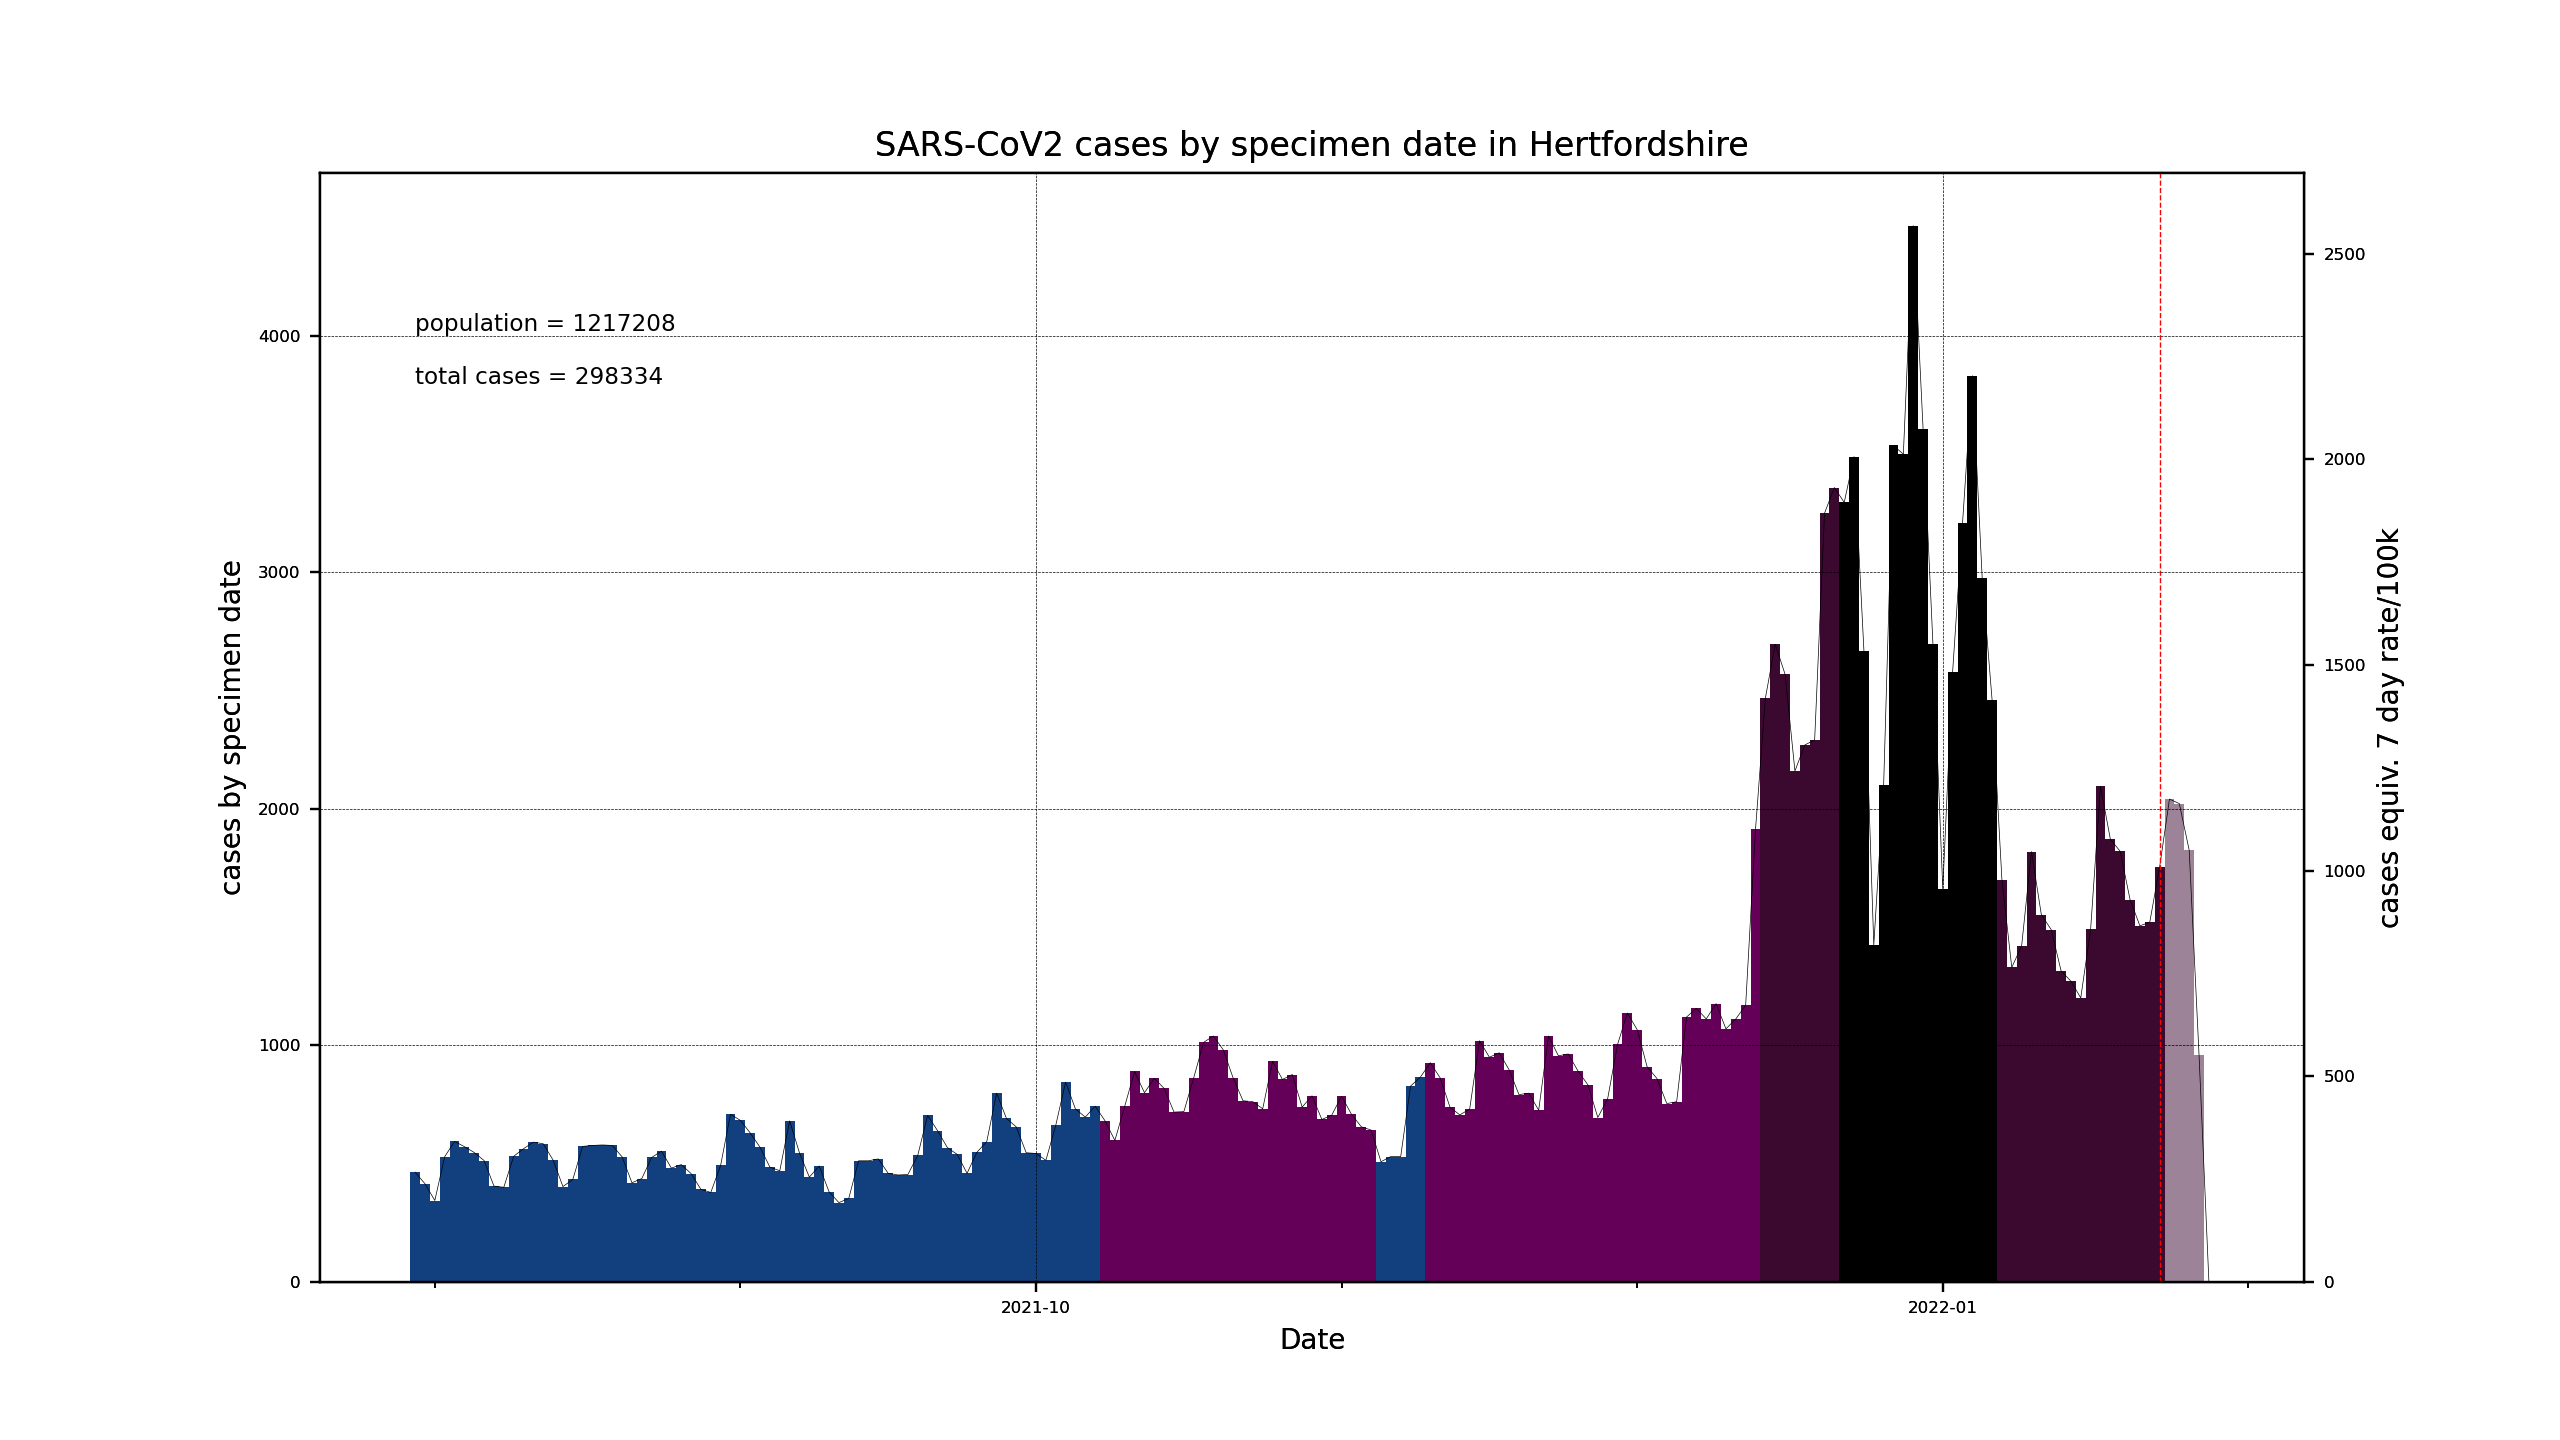 SARS-CoV2 cases by specimen date in Hertfordshire
population = 1217208
total cases = 298334
cases by specimen date
4000
3000
2000
1000
0
2500
2000
1500
1000
500
0
cases equiv. 7 day rate/100k
2021-10
2022-01
Date